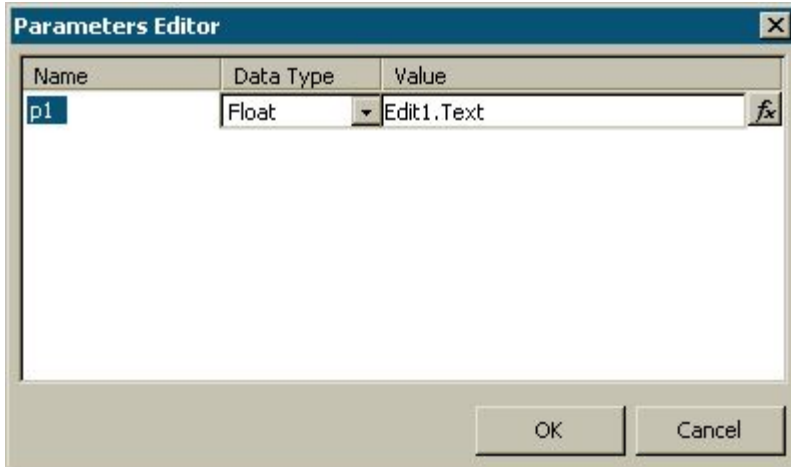 Parameters Editor
Name Data Type Value
p1 Float Edit1.Text fx
OK Cancel